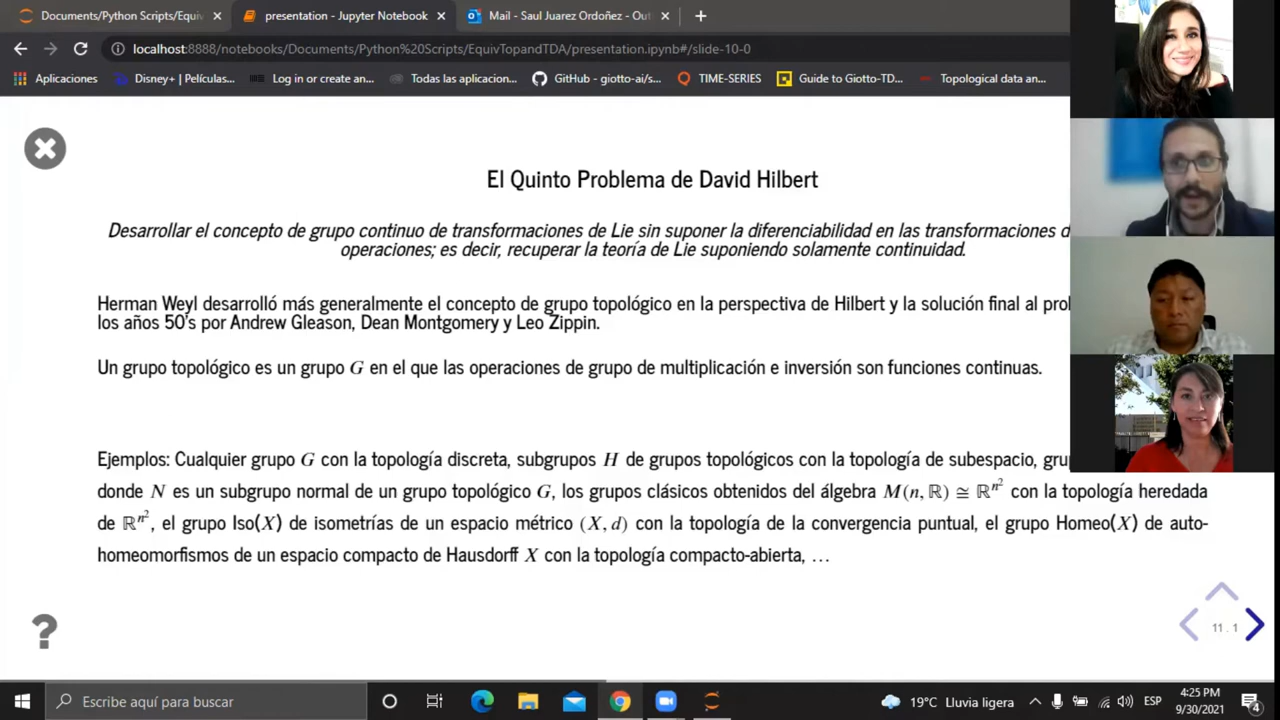 Documents/Python Scripts/Equiv
presentation - Jupyter Notebook
Mail - Saul Juarez Ordoñez - Out
localhost:8888/notebooks/Documents/Python%20Scripts/EquivTopandTDA/presentation.ipynb#/slide-10-0
Aplicaciones
Disney+ | Películas...
Log in or create an...
Todas las aplicacion...
GitHub - giotto-ai/s...
TIME-SERIES
Guide to Giotto-TD...
Topological data an...
El Quinto Problema de David Hilbert
Desarrollar el concepto de grupo continuo de transformaciones de Lie sin suponer la diferenciabilidad en las transformaciones d
operaciones; es decir, recuperar la teoría de Lie suponiendo solamente continuidad.
Herman Weyl desarrolló más generalmente el concepto de grupo topológico en la perspectiva de Hilbert y la solución final al pro
los años 50's por Andrew Gleason, Dean Montgomery y Leo Zippin.
Un grupo topológico es un grupo G en el que las operaciones de grupo de multiplicación e inversión son funciones continuas.
Ejemplos: Cualquier grupo G con la topología discreta, subgrupos H de grupos topológicos con la topología de subespacio, gru
donde N es un subgrupo normal de un grupo topológico G, los grupos clásicos obtenidos del álgebra M(n, ℝ) ≅ ℝ^{n^2} con la topología heredada
de ℝ^{n^2}, el grupo Iso(X) de isometrías de un espacio métrico (X, d) con la topología de la convergencia puntual, el grupo Homeo(X) de auto-
homeomorfismos de un espacio compacto de Hausdorff X con la topología compacto-abierta, …
?
11 . 1
Escribe aquí para buscar
19°C Lluvia ligera
ESP
4:25 PM
9/30/2021
4